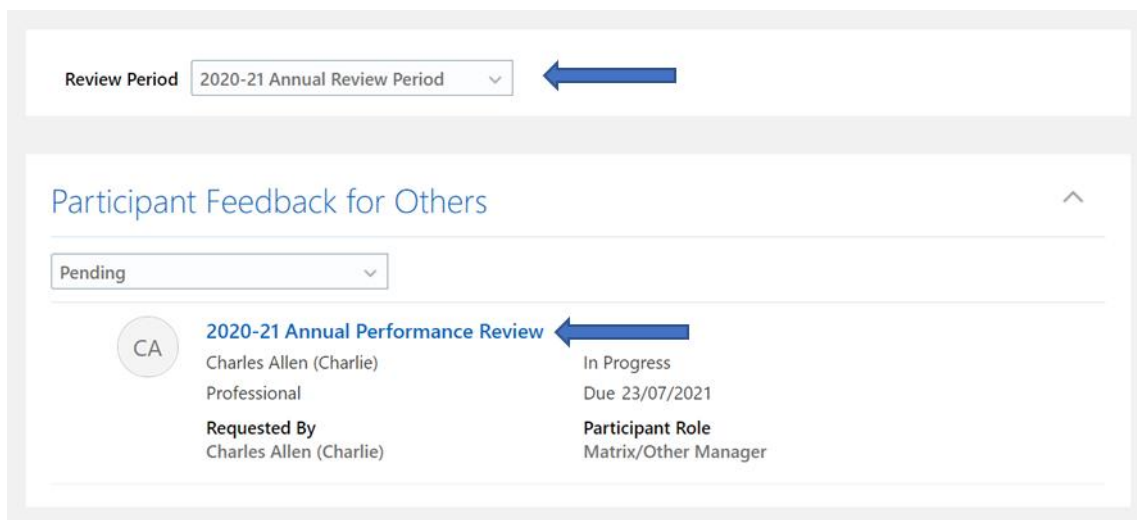 Review Period 2020-21 Annual Review Period
Participant Feedback for Others
Pending
CA
2020-21 Annual Performance Review
Charles Allen (Charlie) In Progress
Professional Due 23/07/2021
Requested By Participant Role
Charles Allen (Charlie) Matrix/Other Manager